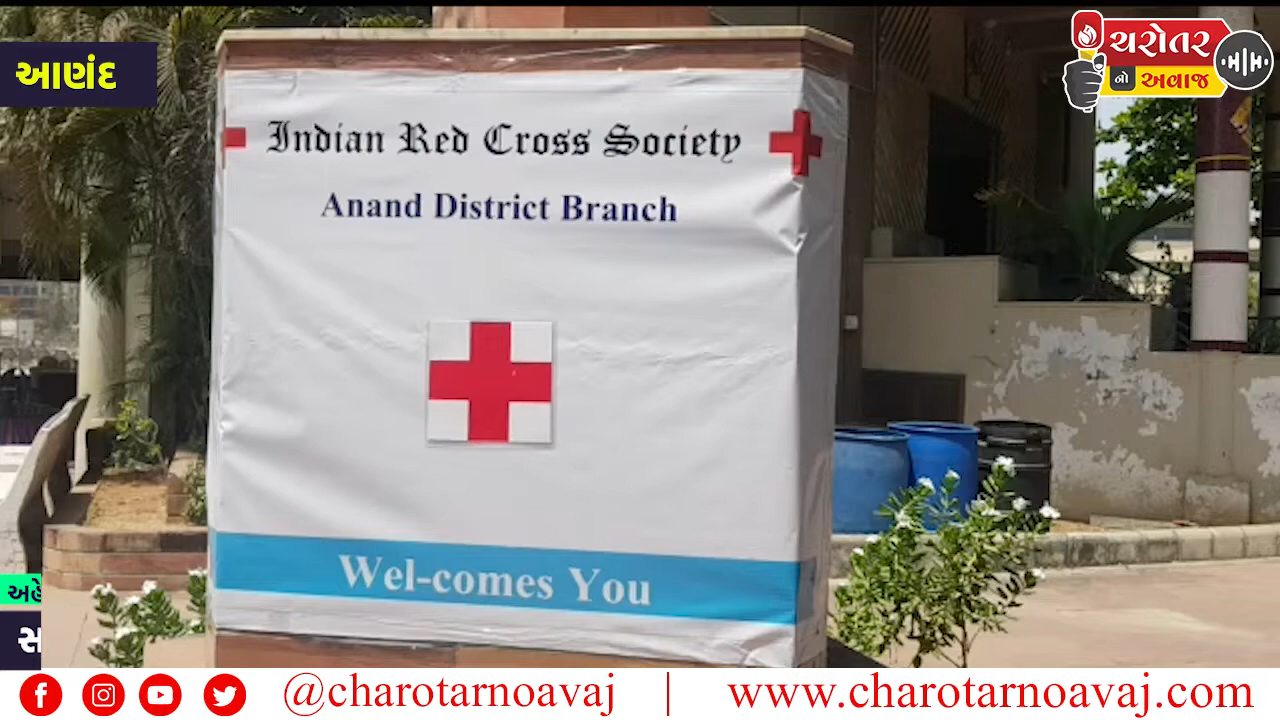 આણંદ
ચરોતર
નો અવાજ
Indian Red Cross Society
Anand District Branch
Wel-comes You
@charotarnoavaj | www.charotarnoavaj.com